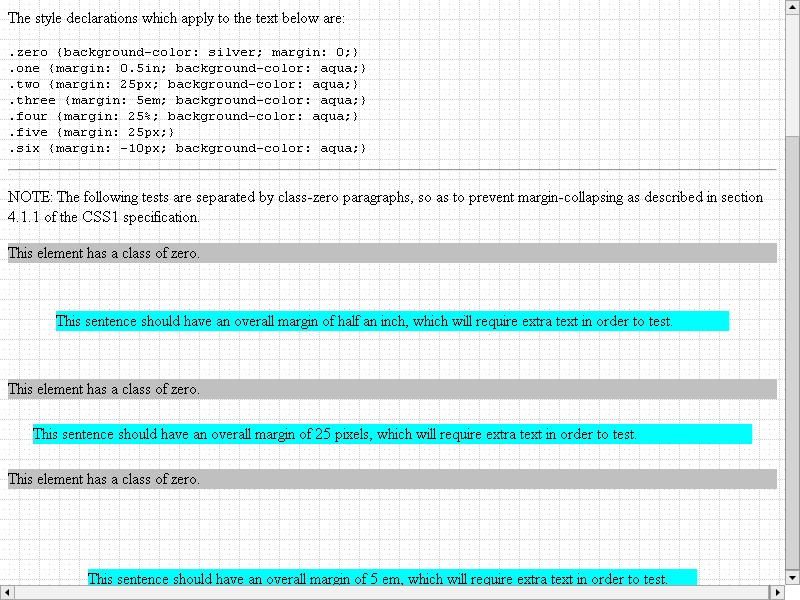 The style declarations which apply to the text below are:
.zero {background-color: silver; margin: 0;}
.one {margin: 0.5in; background-color: aqua;}
.two {margin: 25px; background-color: aqua;}
.three {margin: 5em; background-color: aqua;}
.four {margin: 25%; background-color: aqua;}
.five {margin: 25px;}
.six {margin: -10px; background-color: aqua;}
NOTE: The following tests are separated by class-zero paragraphs, so as to prevent margin-collapsing as described in section
4.1.1 of the CSS1 specification.
This element has a class of zero.
This sentence should have an overall margin of half an inch, which will require extra text in order to test.
This element has a class of zero.
This sentence should have an overall margin of 25 pixels, which will require extra text in order to test.
This element has a class of zero.
This sentence should have an overall margin of 5 em, which will require extra text in order to test.